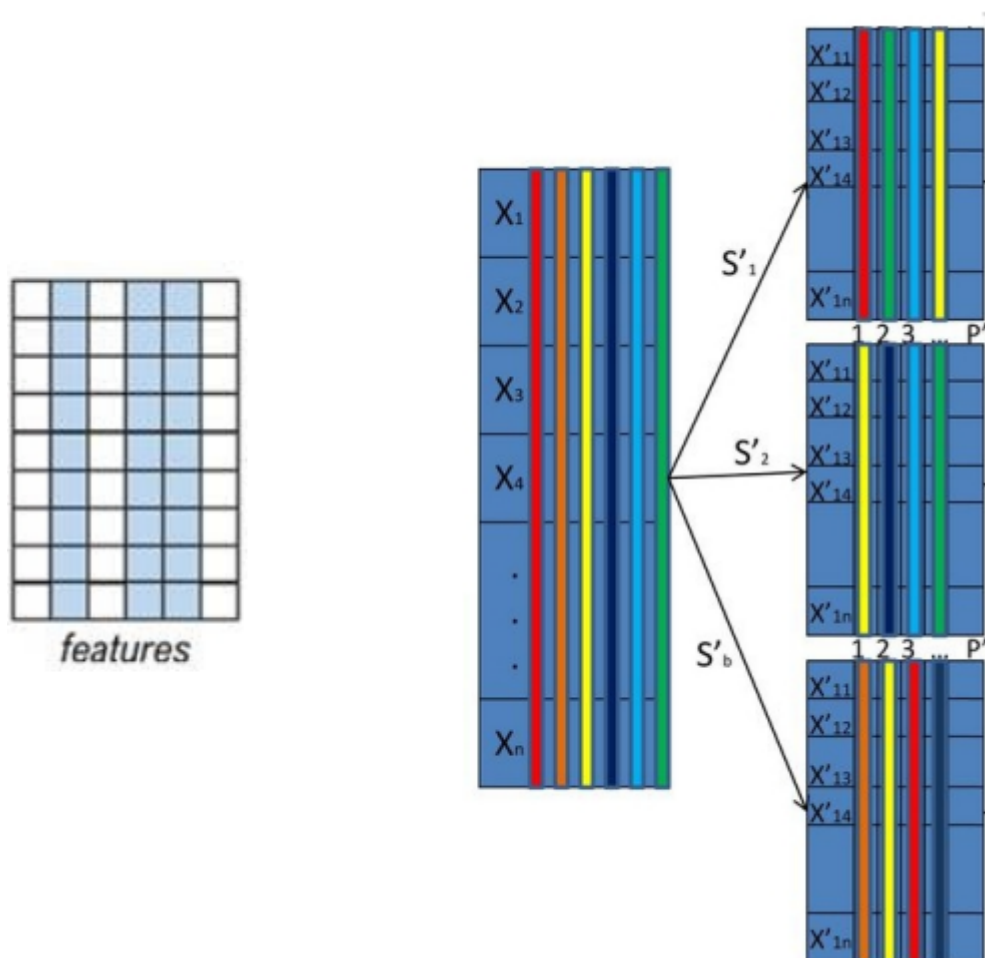 features
X₁
X₂
X₃
X₄
.
.
.
Xₙ
S'₁
S'₂
S'b
X'₁₁
X'₁₂
X'₁₃
X'₁₄
X'₁ₙ
1 2 3 ... P'
X'₁₁
X'₁₂
X'₁₃
X'₁₄
X'₁ₙ
1 2 3 ... P'
X'₁₁
X'₁₂
X'₁₃
X'₁₄
X'₁ₙ